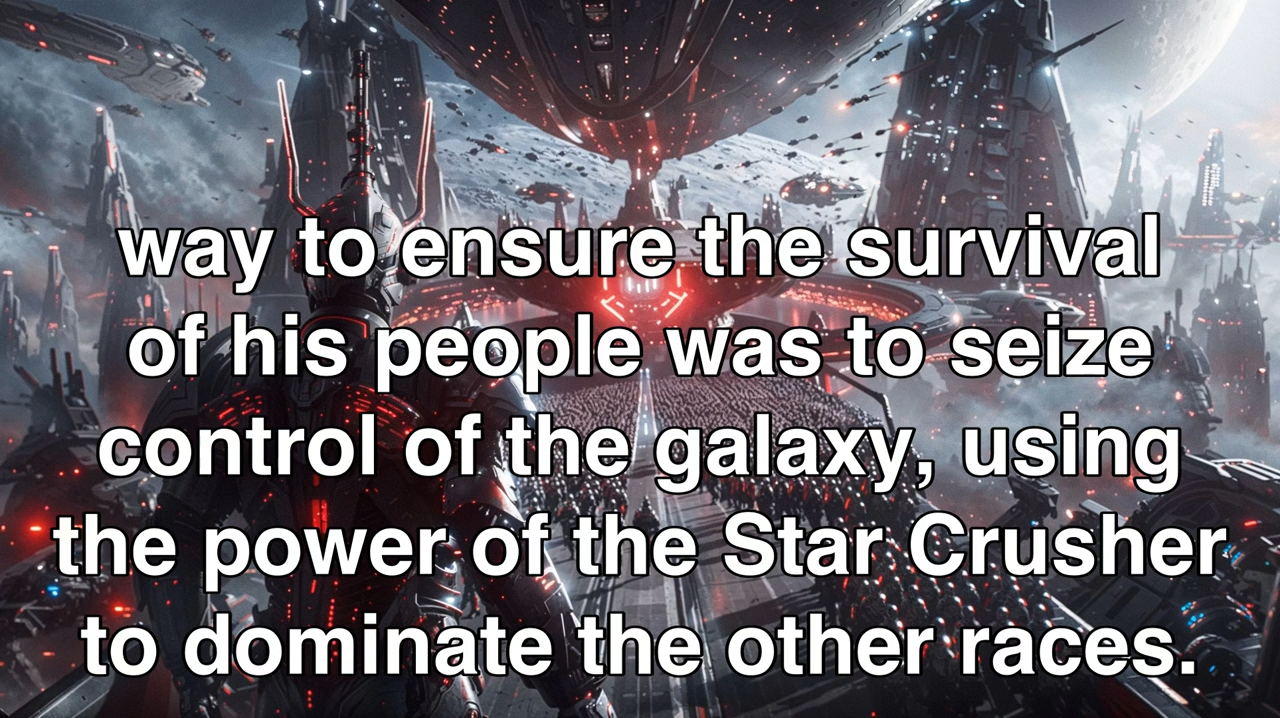 way to ensure the survival
of his people was to seize
control of the galaxy, using
the power of the Star Crusher
to dominate the other races.